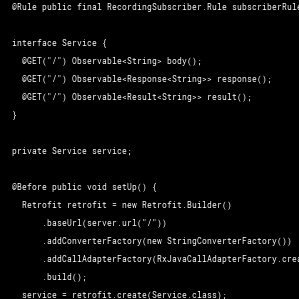 @Rule public final RecordingSubscriber.Rule subscriberRule
interface Service {
@GET("/") Observable<String> body();
@GET("/") Observable<Response<String>> response();
@GET("/") Observable<Result<String>> result();
}
private Service service;
@Before public void setUp() {
Retrofit retrofit = new Retrofit.Builder()
.baseUrl(server.url("/"))
.addConverterFactory(new StringConverterFactory())
.addCallAdapterFactory(RxJavaCallAdapterFactory.crea
.build();
service = retrofit.create(Service.class);